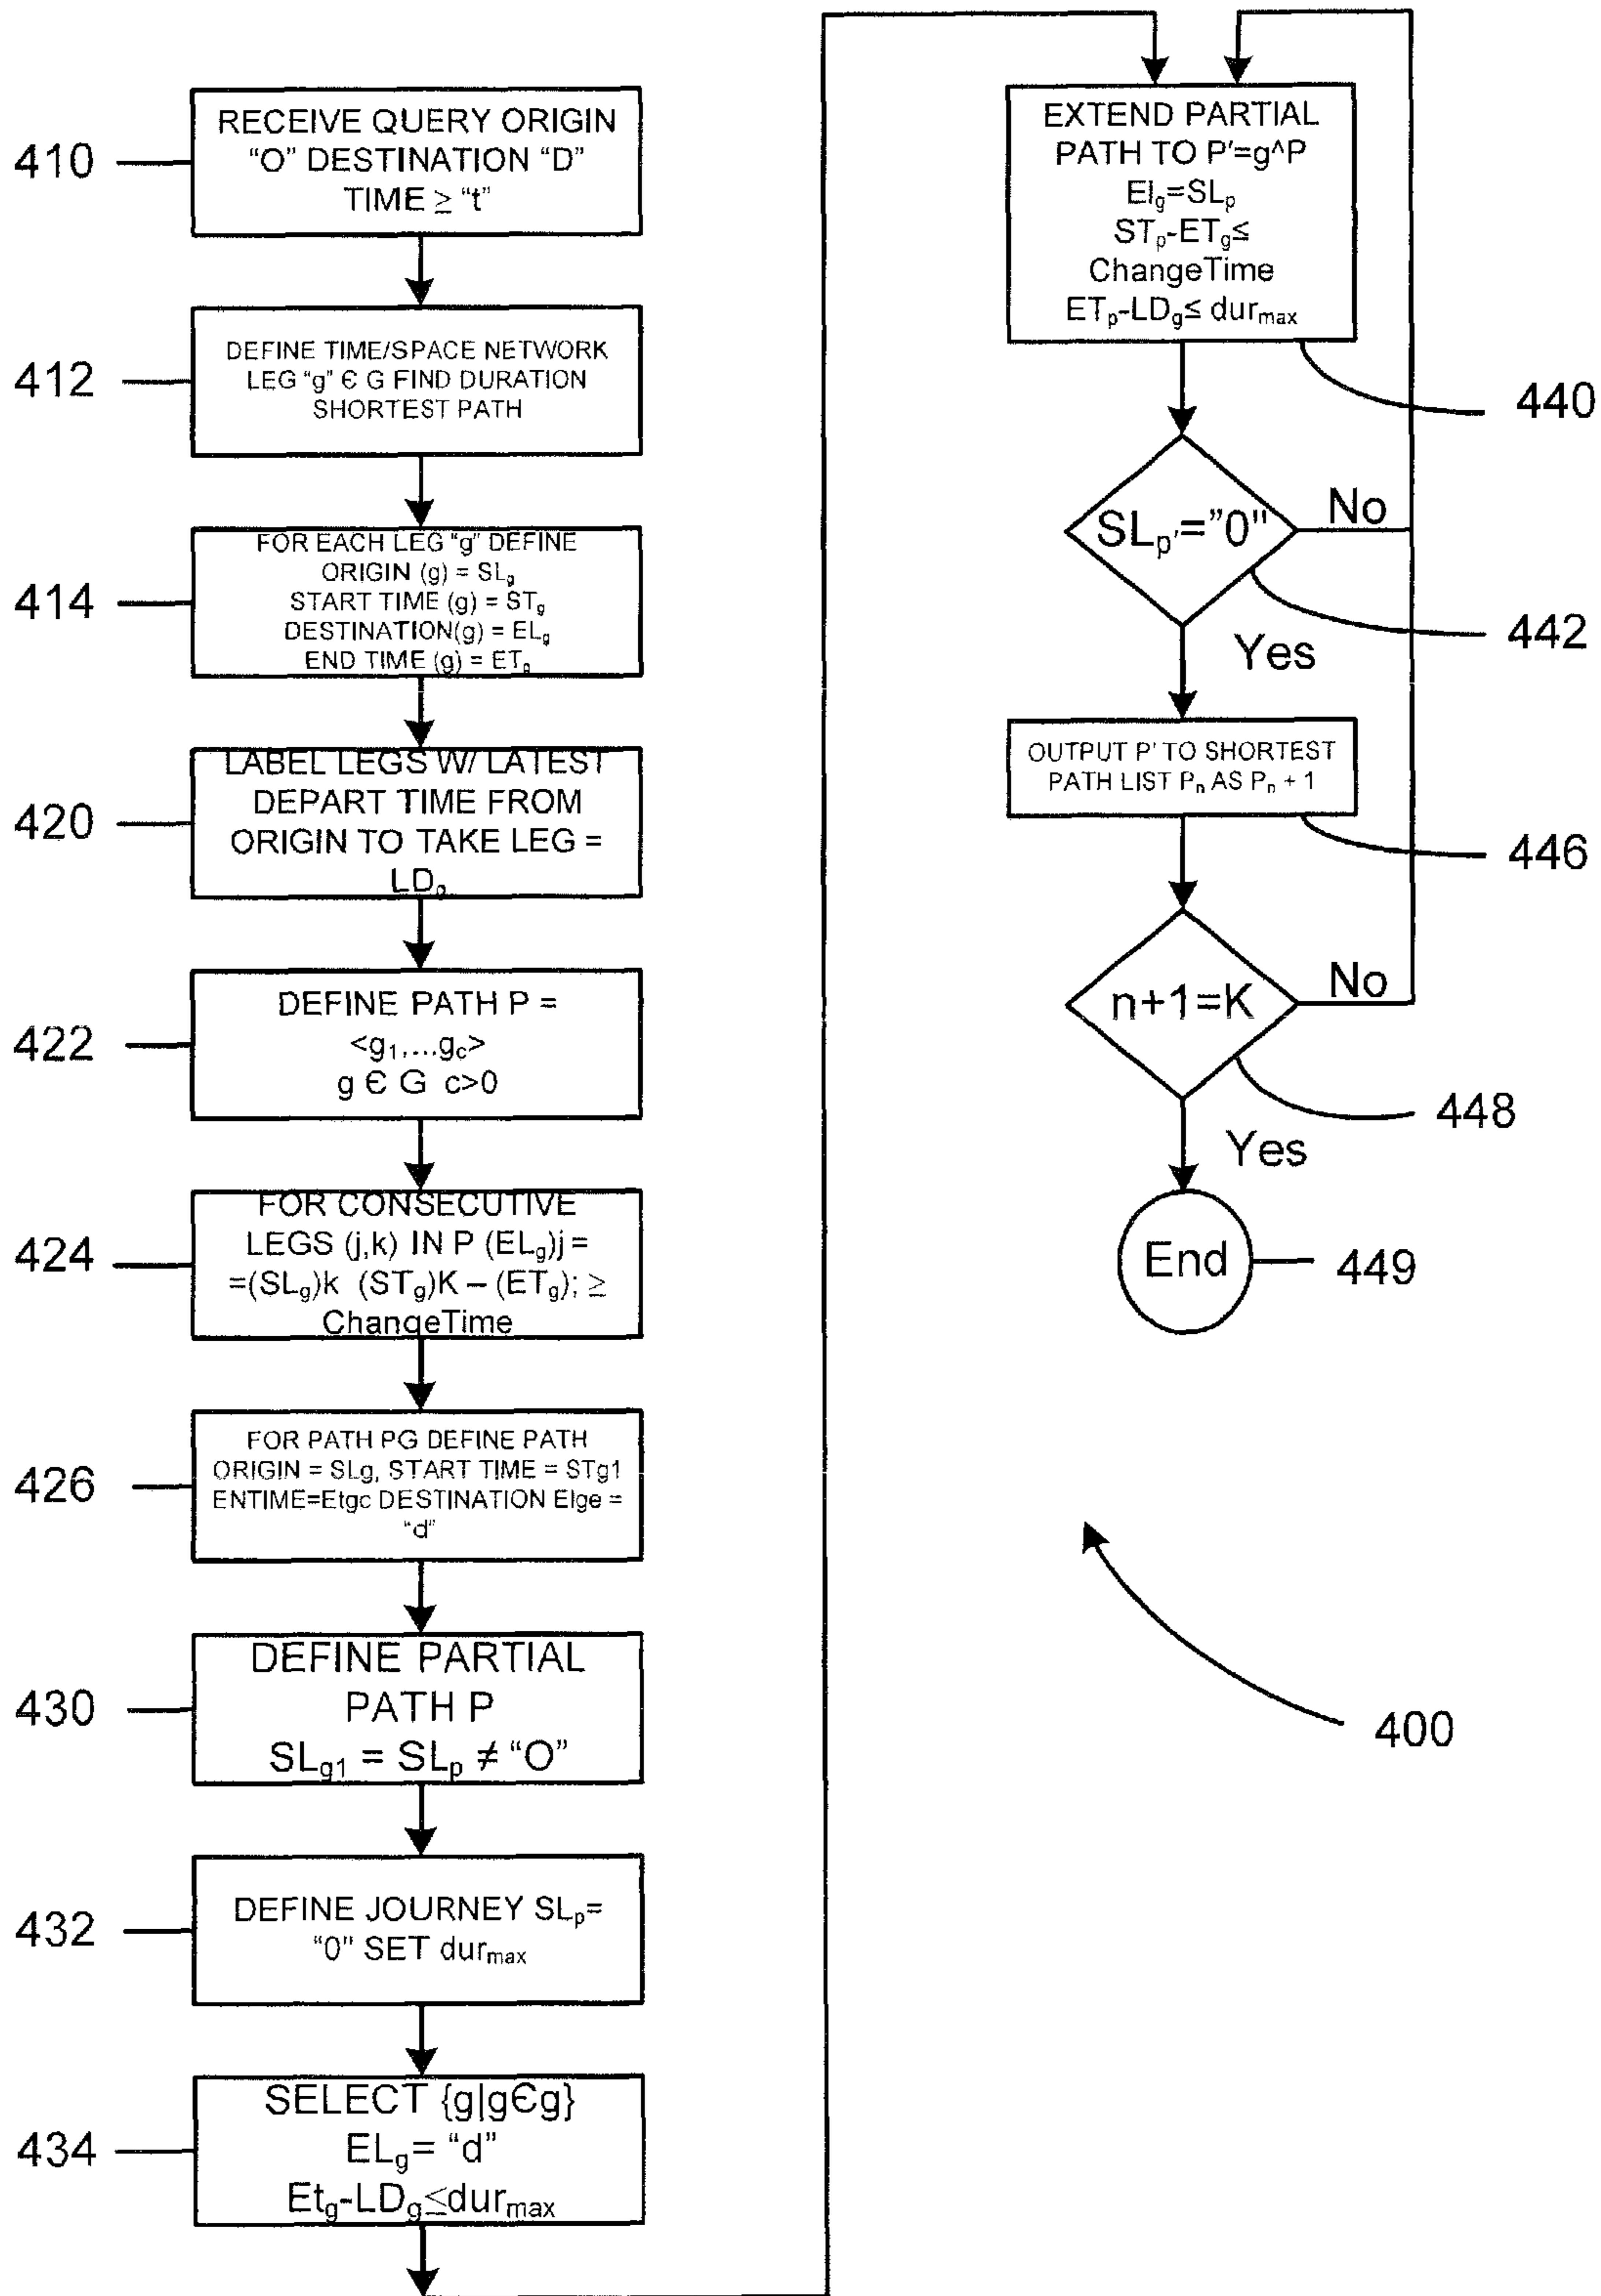 410
RECEIVE QUERY ORIGIN
“O” DESTINATION “D”
TIME ≥ “t”
412
DEFINE TIME/SPACE NETWORK
LEG “g” Є G FIND DURATION
SHORTEST PATH
414
FOR EACH LEG “g” DEFINE
ORIGIN (g) = SLg
START TIME (g) = STg
DESTINATION(g) = ELg
END TIME (g) = ETg
420
LABEL LEGS W/ LATEST
DEPART TIME FROM
ORIGIN TO TAKE LEG =
LDg
422
DEFINE PATH P =
<g1,...gc>
g Є G c>0
424
FOR CONSECUTIVE
LEGS (j,k) IN P (ELg)j =
=(SLg)k (STg)K – (ETg); ≥
ChangeTime
426
FOR PATH PG DEFINE PATH
ORIGIN = SLg, START TIME = STg1
ENTIME=Etgc DESTINATION Elge =
“d”
430
DEFINE PARTIAL
PATH P
SLg1 = SLp ≠ “O”
432
DEFINE JOURNEY SLp=
“0” SET durmax
434
SELECT {g|gЄg}
ELg= “d”
Etg-LDg≤durmax
EXTEND PARTIAL
PATH TO P'=g^P
Elg=SLp
STp-ETg≤
ChangeTime
ETp-LDg≤ durmax
440
SLp'=”0"
No
442
Yes
OUTPUT P' TO SHORTEST
PATH LIST Pn AS Pn + 1
446
n+1=K
No
448
Yes
End
449
400